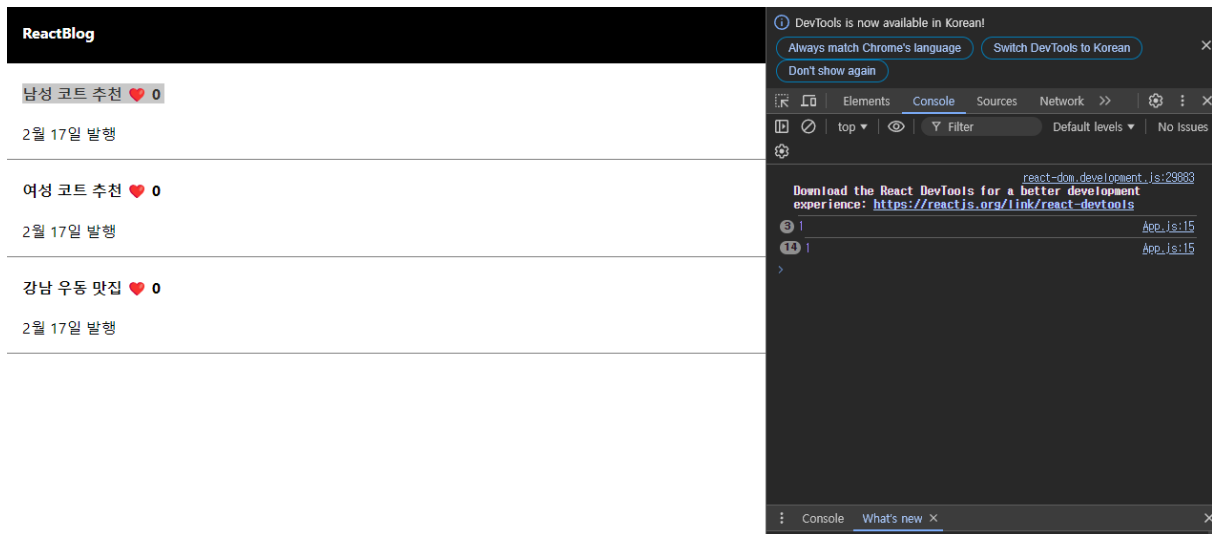 ReactBlog
남성 코트 추천 ❤️ 0
2월 17일 발행
여성 코트 추천 ❤️ 0
2월 17일 발행
강남 우동 맛집 ❤️ 0
2월 17일 발행
DevTools is now available in Korean!
Always match Chrome's language Switch DevTools to Korean
Don't show again
Elements Console Sources Network
top Filter Default levels No Issues
react-dom.development.js:29883
Download the React DevTools for a better development
experience: https://reactjs.org/link/react-devtools
3 1 App.js:15
14 1 App.js:15
Console What's new